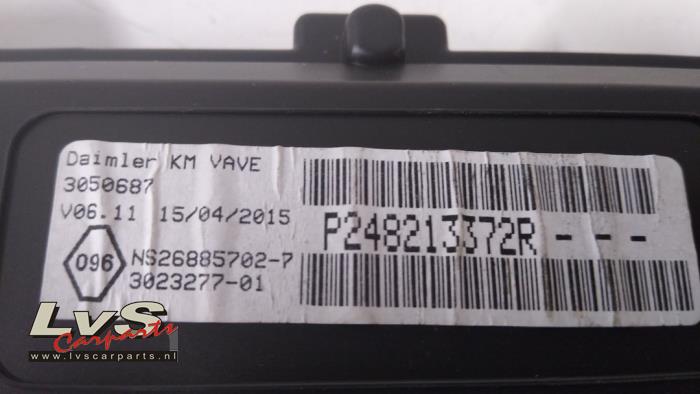 Daimler KM VAVE
3050687
V06.11 15/04/2015
096
NS26885702-7
3023277-01
P248213372R - - -
LvS
Carparts
www.lvscarparts.nl